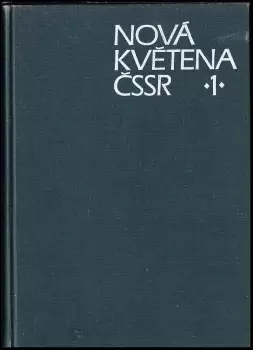 NOVÁ
KVĚTENA
ČSSR ·1·